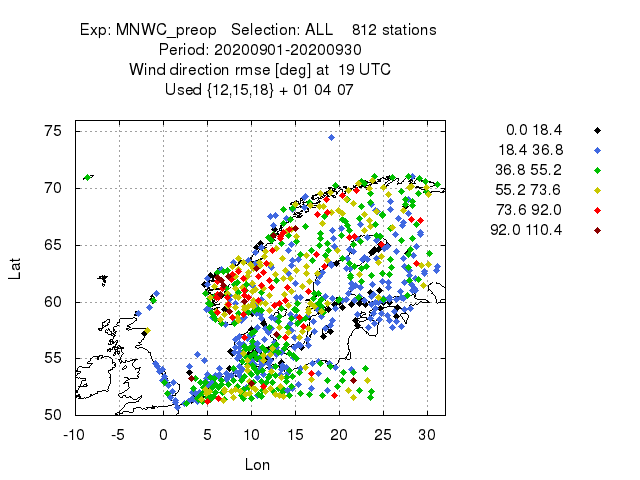 Exp: MNWC_preop   Selection: ALL    812 stations
Period: 20200901-20200930
Wind direction rmse [deg] at  19 UTC
Used {12,15,18} + 01 04 07
0.0 18.4
18.4 36.8
36.8 55.2
55.2 73.6
73.6 92.0
92.0 110.4
75
70
65
60
55
50
Lat
-10 -5 0 5 10 15 20 25 30
Lon